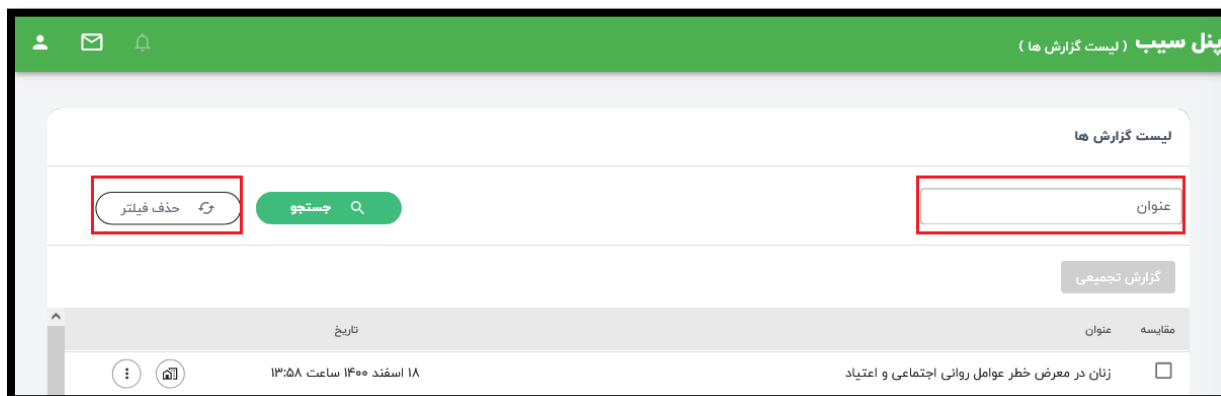 پنل سیب ( لیست گزارش ها )
لیست گزارش ها
عنوان
جستجو
حذف فیلتر
گزارش تجمیعی
مقایسه عنوان تاریخ
زنان در معرض خطر عوامل روانی اجتماعی و اعتیاد ۱۸ اسفند ۱۴۰۰ ساعت ۱۳:۵۸